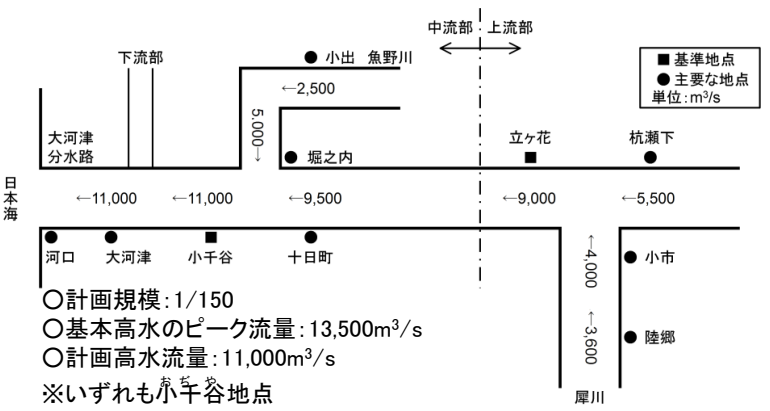 中流部 上流部
下流部
小出 魚野川
■ 基準地点
● 主要な地点
単位:m³/s
←2,500
5,000→
大河津
分水路
堀之内
立ヶ花
杭瀬下
日本海
←11,000
←11,000
←9,500
←9,000
←5,500
河口
大河津
小千谷
十日町
←4,000
小市
←3,600
陸郷
犀川
○計画規模:1/150
○基本高水のピーク流量:13,500m³/s
○計画高水流量:11,000m³/s
おぢや
※いずれも小千谷地点